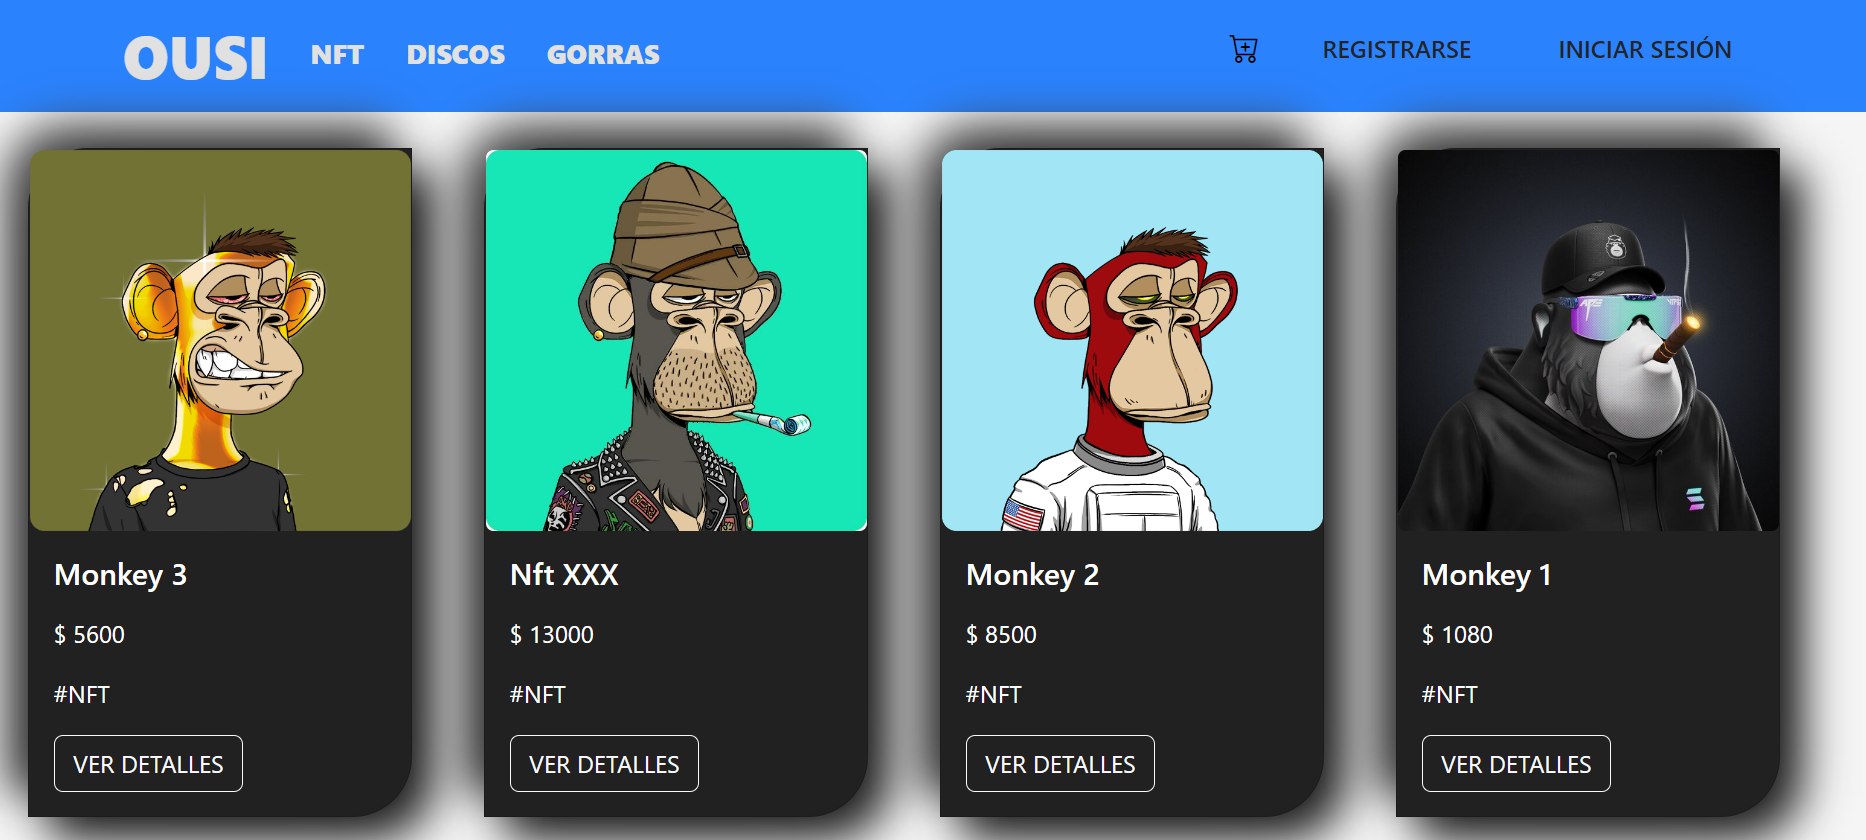 OUSI NFT DISCOS GORRAS REGISTRARSE INICIAR SESIÓN
Monkey 3
$ 5600
#NFT
VER DETALLES
Nft XXX
$ 13000
#NFT
VER DETALLES
Monkey 2
$ 8500
#NFT
VER DETALLES
Monkey 1
$ 1080
#NFT
VER DETALLES